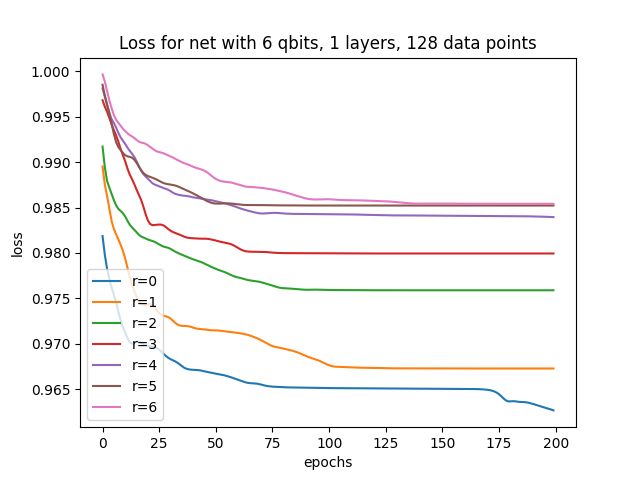 Loss for net with 6 qbits, 1 layers, 128 data points
1.000
0.995
0.990
0.985
0.980
0.975
0.970
0.965
loss
r=0
r=1
r=2
r=3
r=4
r=5
r=6
0 25 50 75 100 125 150 175 200
epochs